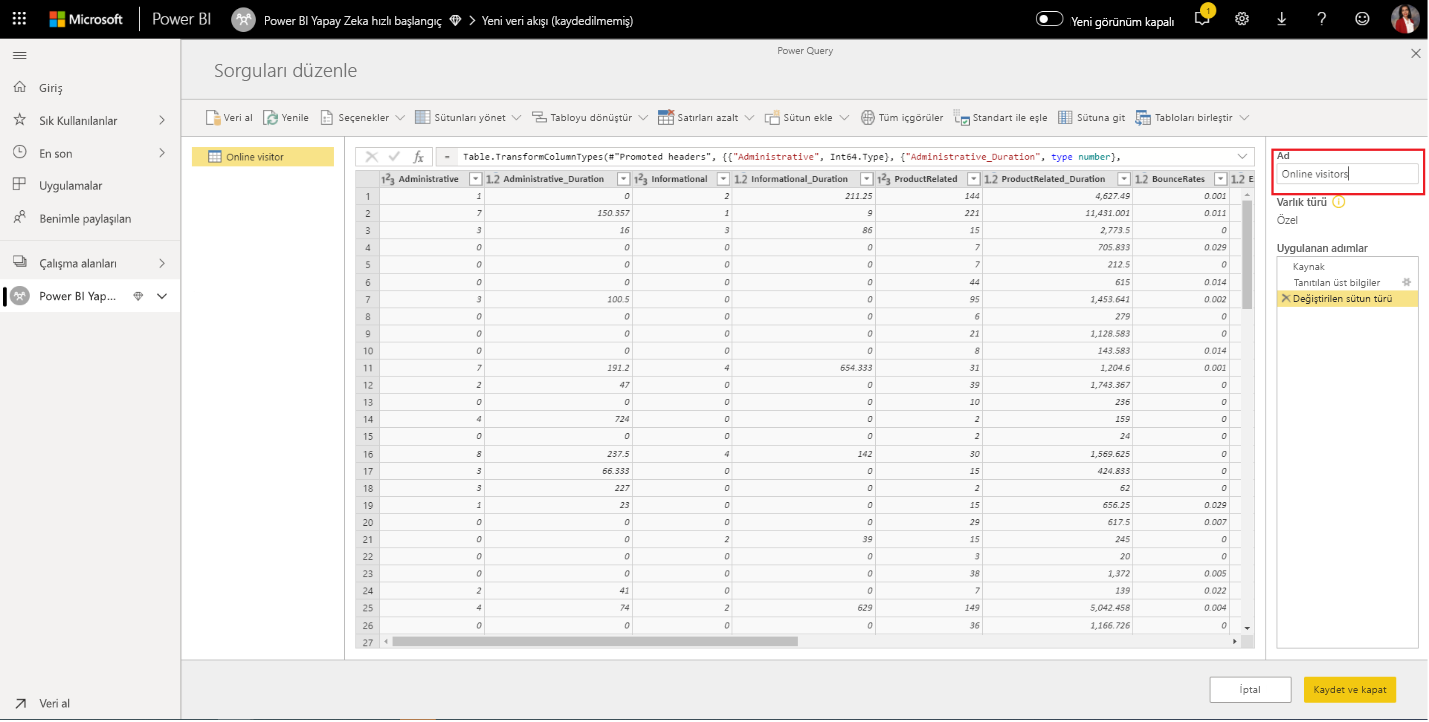 Microsoft Power BI Power BI Yapay Zeka hızlı başlangıç > Yeni veri akışı (kaydedilmemiş) Yeni görünüm kapalı 1
Giriş
Sık Kullanılanlar
En son
Uygulamalar
Benimle paylaşılan
Çalışma alanları
Power BI Yap...
Veri al
Power Query
Sorguları düzenle
Veri al Yenile Seçenekler Sütunları yönet Tabloyu dönüştür Satırları azalt Sütun ekle Tüm içgörüler Standart ile eşle Sütuna git Tabloları birleştir
Online visitor
fx = Table.TransformColumnTypes(#"Promoted headers", {{"Administrative", Int64.Type}, {"Administrative_Duration", type number},
123 Administrative 1.2 Administrative_Duration 123 Informational 1.2 Informational_Duration 123 ProductRelated 1.2 ProductRelated_Duration 1.2 BounceRates 1.2 E
1 1 0 2 211.25 144 4,627.49 0.001
2 7 150.357 1 9 221 11,431.001 0.011
3 3 16 3 86 15 2,773.5 0
4 0 0 0 0 7 705.833 0.029
5 0 0 0 0 7 212.5 0
6 0 0 0 0 44 615 0.014
7 3 100.5 0 0 95 1,453.641 0.002
8 0 0 0 0 6 279 0
9 0 0 0 0 21 1,128.583 0
10 0 0 0 0 8 143.583 0.014
11 7 191.2 4 654.333 31 1,204.6 0.001
12 2 47 0 0 39 1,743.367 0
13 0 0 0 0 10 236 0
14 4 724 0 0 2 159 0
15 0 0 0 0 2 24 0
16 8 237.5 4 142 30 1,569.625 0
17 3 66.333 0 0 15 424.833 0
18 3 227 0 0 2 62 0
19 1 23 0 0 15 656.25 0.029
20 0 0 0 0 29 617.5 0.007
21 0 0 2 39 15 245 0
22 0 0 0 0 3 20 0
23 0 0 0 0 38 1,372 0.005
24 2 41 0 0 7 139 0.022
25 4 74 2 629 149 5,042.458 0.004
26 0 0 0 0 36 1,166.726 0
27
Ad
Online visitors
Varlık türü
Özel
Uygulanan adımlar
Kaynak
Tanıtılan üst bilgiler
Değiştirilen sütun türü
İptal Kaydet ve kapat